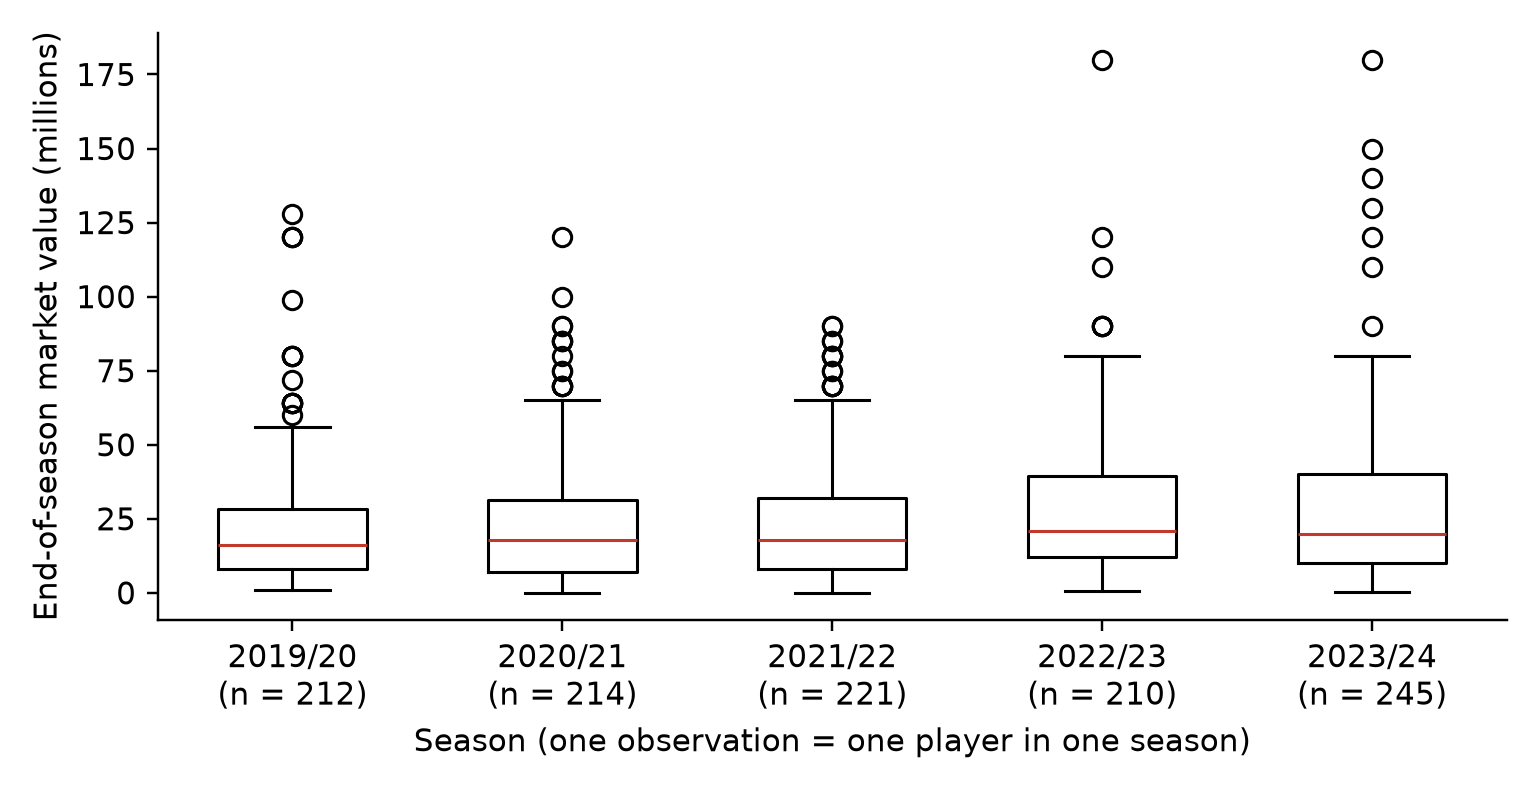 End-of-season market value (millions)
175
150
125
100
75
50
25
0
2019/20 2020/21 2021/22 2022/23 2023/24
(n = 212) (n = 214) (n = 221) (n = 210) (n = 245)
Season (one observation = one player in one season)